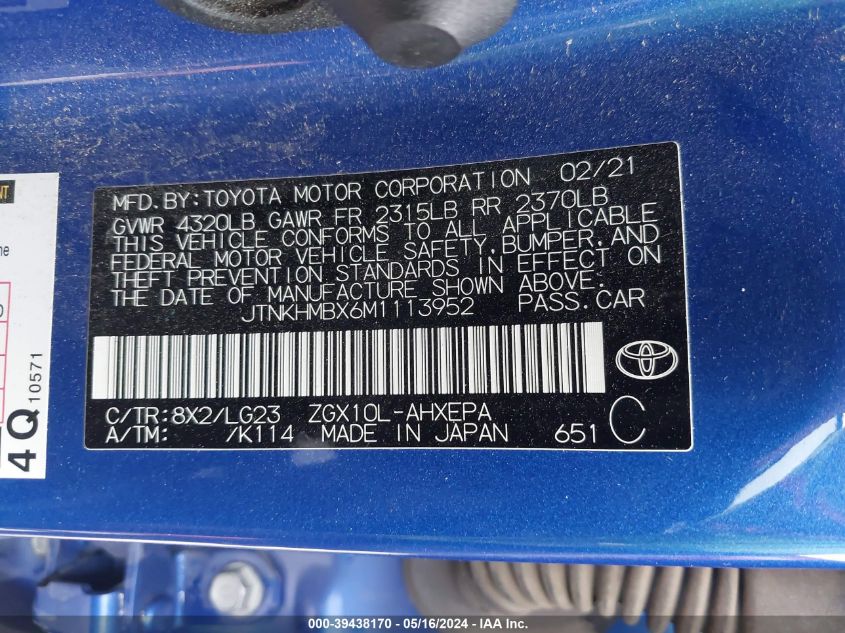 MFD. BY: TOYOTA MOTOR CORPORATION 02/21
GVWR 4320LB GAWR FR 2315LB RR 2370LB
THIS VEHICLE CONFORMS TO ALL APPLICABLE
FEDERAL MOTOR VEHICLE SAFETY, BUMPER, AND
THEFT PREVENTION STANDARDS IN EFFECT ON
THE DATE OF MANUFACTURE SHOWN ABOVE.
JTNKHMBX6M1113952 PASS. CAR
C/TR: 8X2/LG23 ZGX10L-AHXEPA
A/TM: /K114 MADE IN JAPAN 651 C
4Q 10571
000-39438170 - 05/16/2024 - IAA Inc.